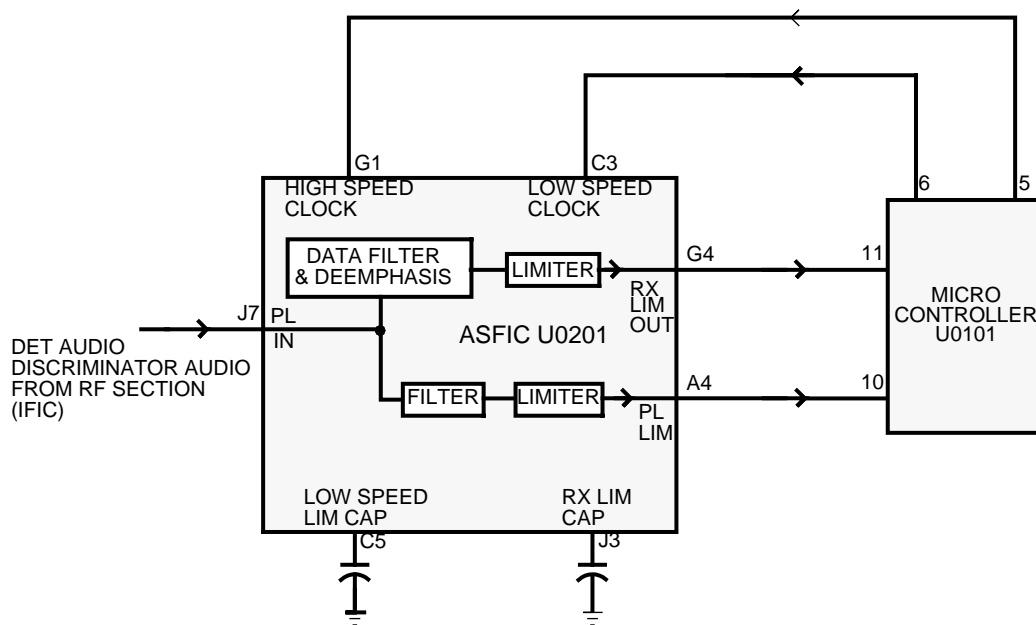 G1
C3
HIGH SPEED
CLOCK
LOW SPEED
CLOCK
6
5
DATA FILTER
& DEEMPHASIS
LIMITER
G4
11
RX
LIM
OUT
MICRO
CONTROLLER
U0101
J7
PL
IN
ASFIC U0201
DET AUDIO
DISCRIMINATOR AUDIO
FROM RF SECTION
(IFIC)
FILTER
LIMITER
A4
10
PL
LIM
LOW SPEED
LIM CAP
RX LIM
CAP
C5
J3